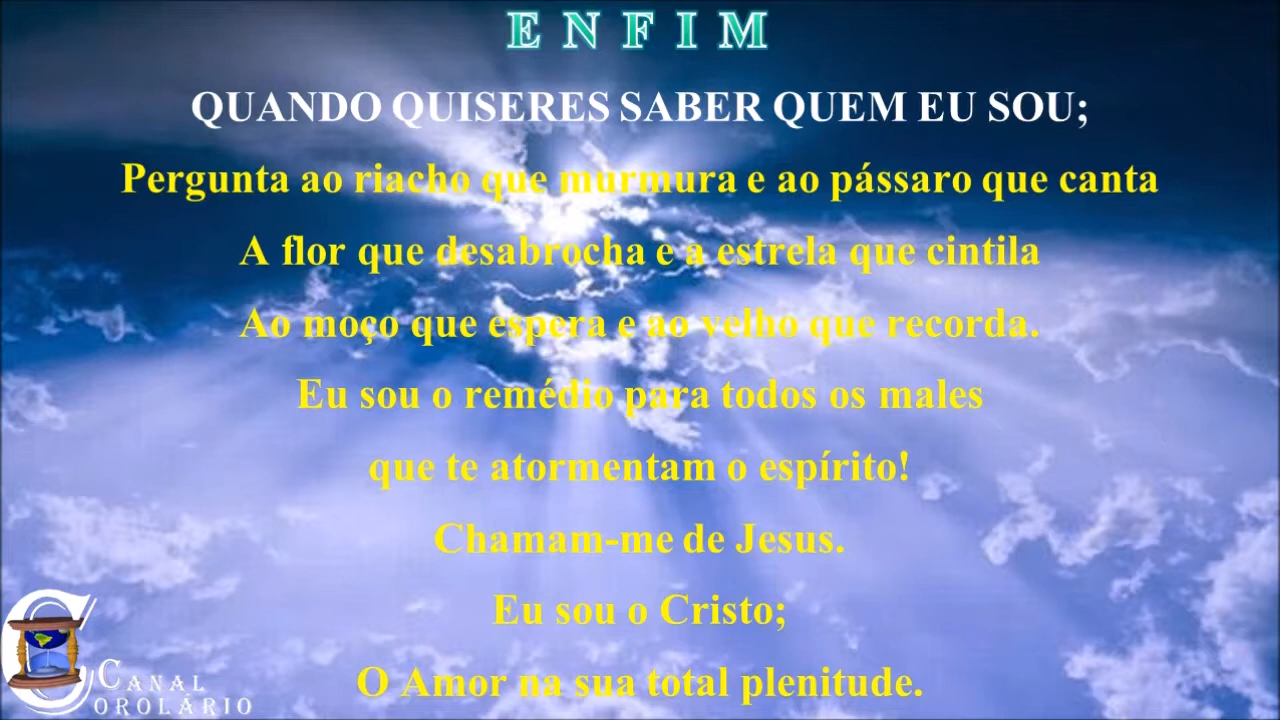 E N F I M
QUANDO QUISERES SABER QUEM EU SOU;
Pergunta ao riacho que murmura e ao pássaro que canta
A flor que desabrocha e a estrela que cintila
Ao moço que espera e ao velho que recorda.
Eu sou o remédio para todos os males
que te atormentam o espírito!
Chamam-me de Jesus.
Eu sou o Cristo;
O Amor na sua total plenitude.
CANAL
COROLÁRIO